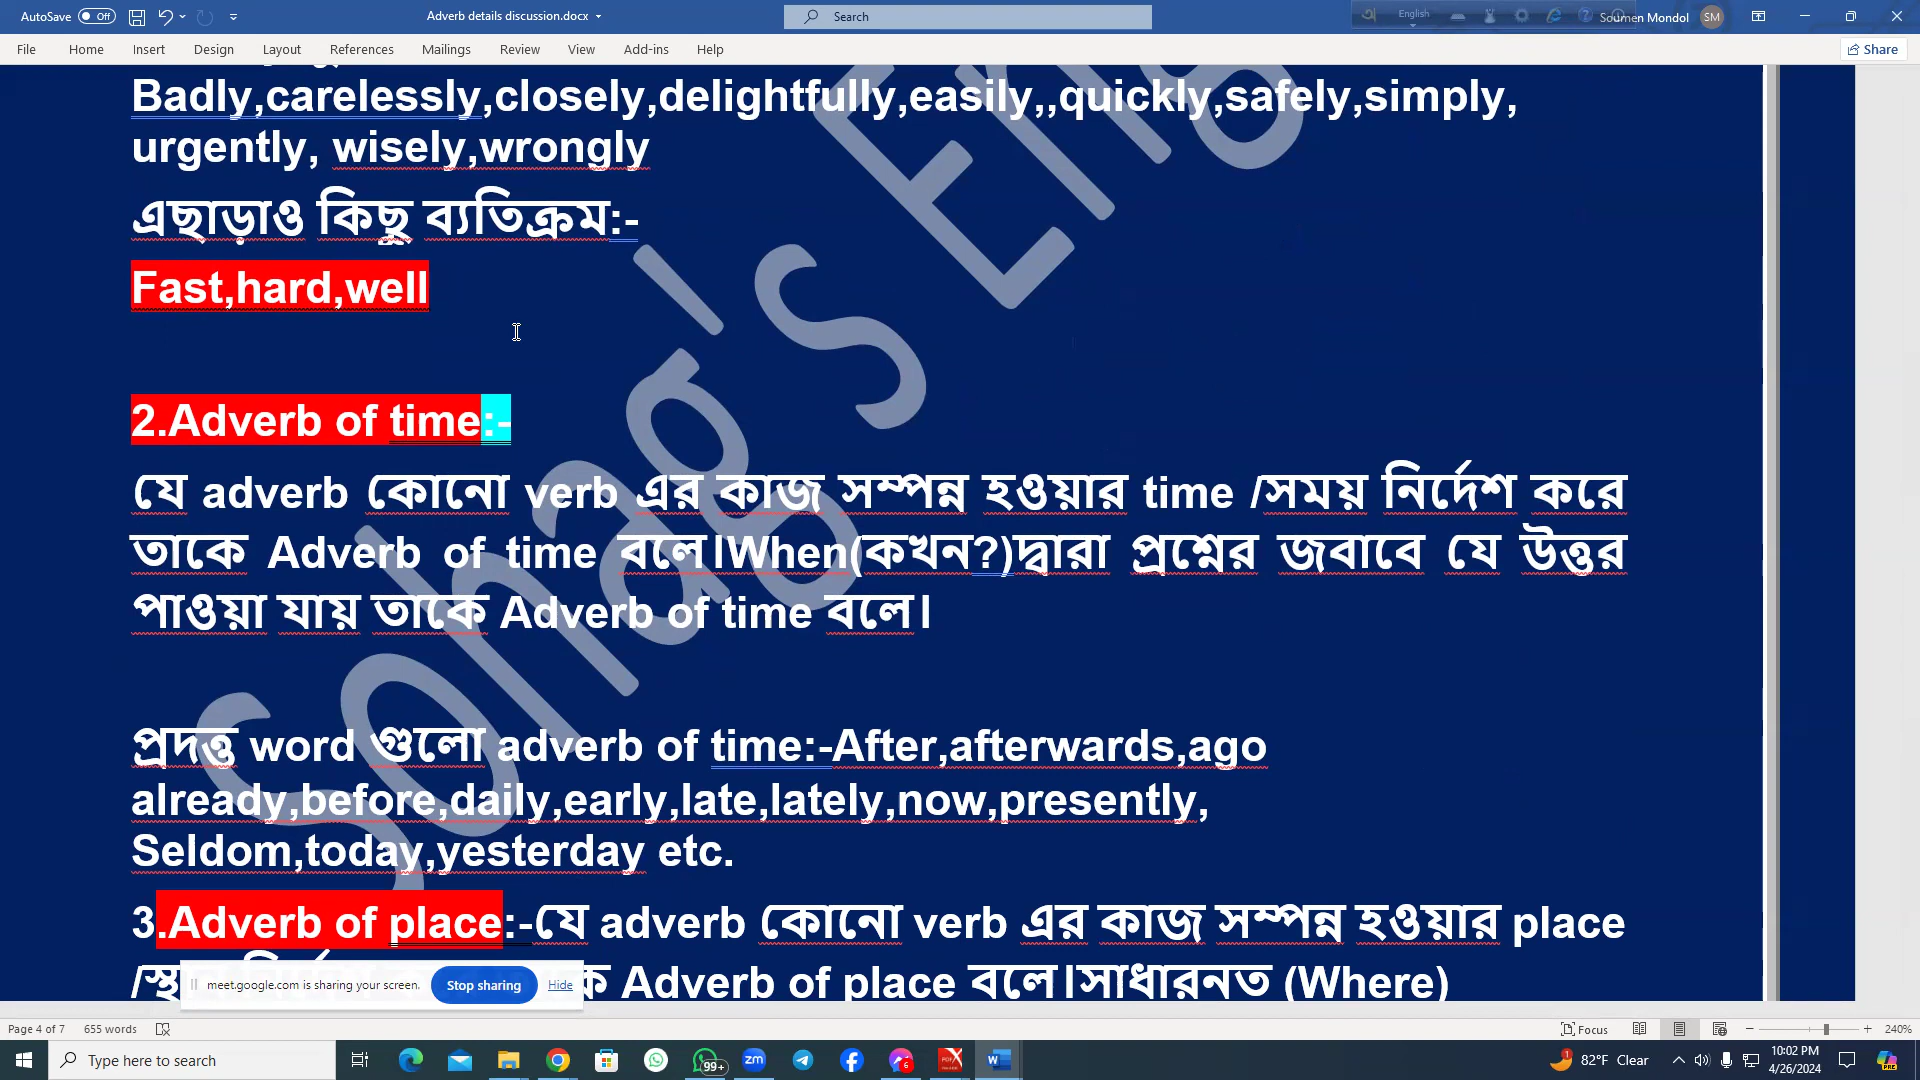 AutoSave Off Adverb details discussion.docx Search English Soumen Mondol SM
File Home Insert Design Layout References Mailings Review View Add-ins Help Share
Badly,carelessly,closely,delightfully,easily,,quickly,safely,simply,
urgently, wisely,wrongly
এছাড়াও কিছু ব্যতিক্রম:-
Fast,hard,well
2.Adverb of time:-
যে adverb কোনো verb এর কাজ সম্পন্ন হওয়ার time /সময় নির্দেশ করে
তাকে Adverb of time বলে।When(কখন?)দ্বারা প্রশ্নের জবাবে যে উত্তর
পাওয়া যায় তাকে Adverb of time বলে।
প্রদত্ত word গুলো adverb of time:-After,afterwards,ago
already,before,daily,early,late,lately,now,presently,
Seldom,today,yesterday etc.
3.Adverb of place:-যে adverb কোনো verb এর কাজ সম্পন্ন হওয়ার place
Adverb of place বলে।সাধারনত (Where)
meet.google.com is sharing your screen. Stop sharing Hide
Sohag's
Page 4 of 7 655 words Focus 240%
Type here to search 99+ zm 6 82°F Clear 10:02 PM
4/26/2024